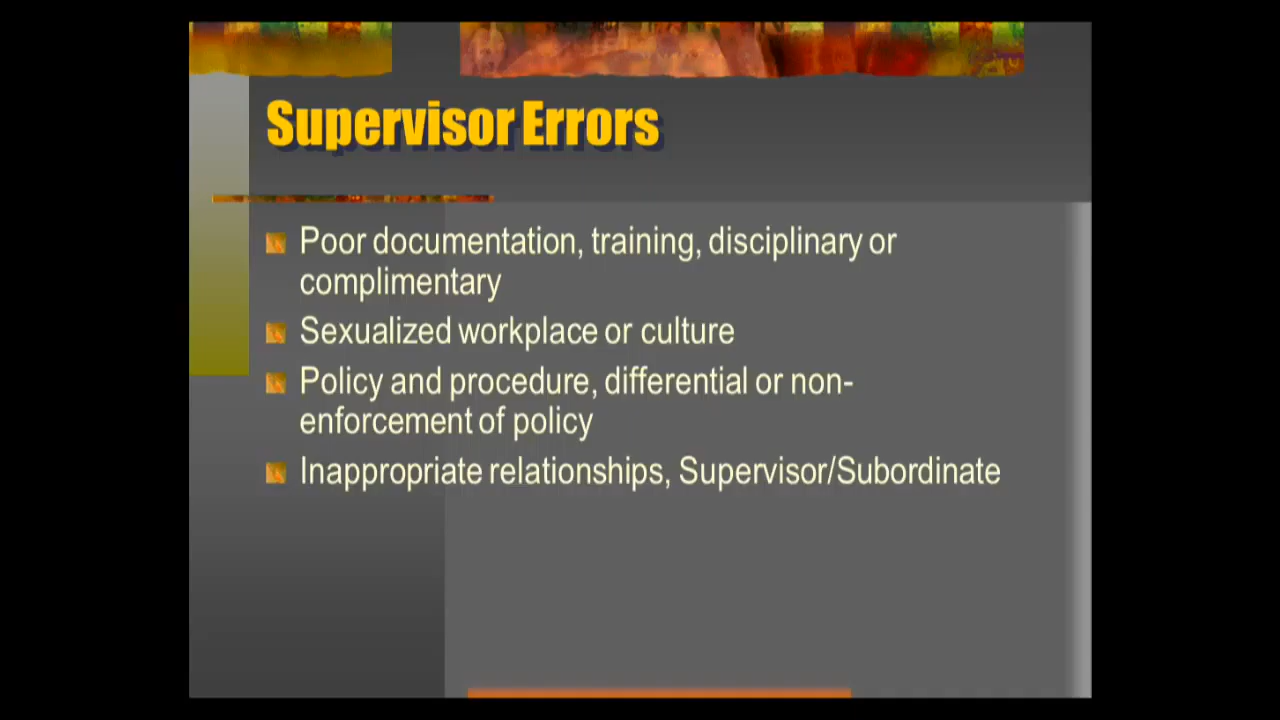 Supervisor Errors
Poor documentation, training, disciplinary or
complimentary
Sexualized workplace or culture
Policy and procedure, differential or non-
enforcement of policy
Inappropriate relationships, Supervisor/Subordinate